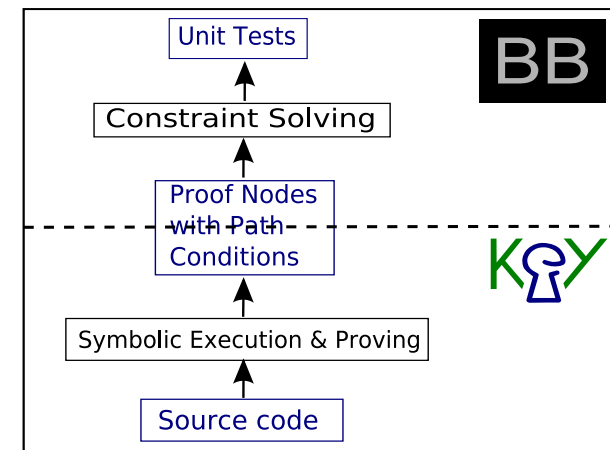 Unit Tests
BB
Constraint Solving
Proof Nodes
with Path
Conditions
KeY
Symbolic Execution & Proving
Source code